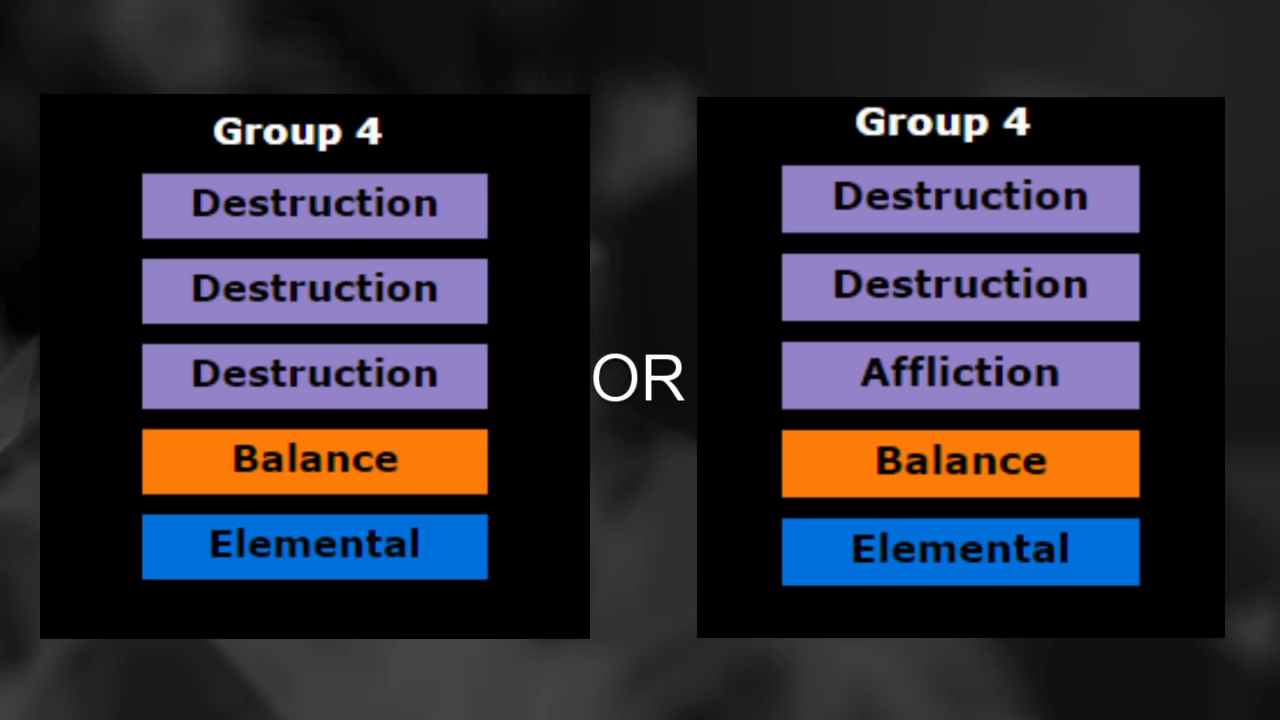 Group 4
Destruction
Destruction
Destruction
Balance
Elemental
OR
Group 4
Destruction
Destruction
Affliction
Balance
Elemental